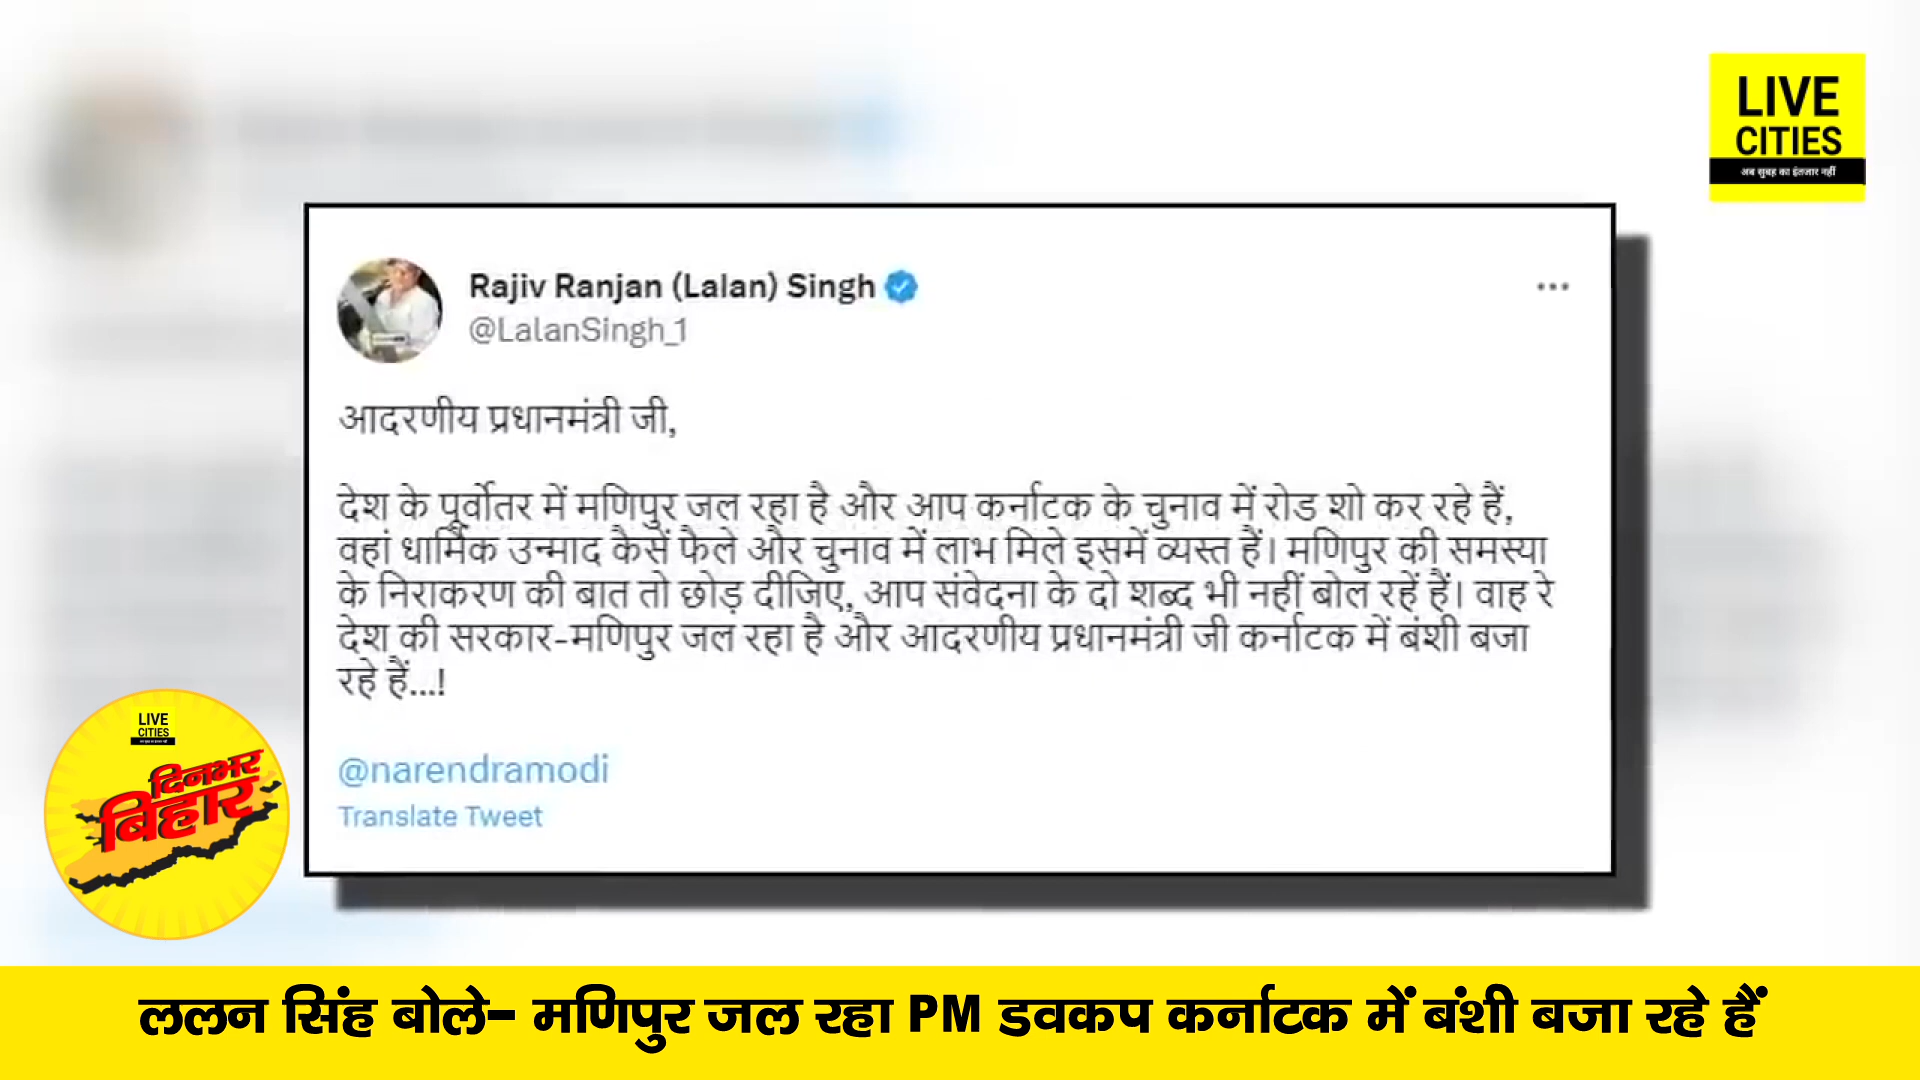 LIVE
CITIES
अब सुबह का इंतजार नहीं
Rajiv Ranjan (Lalan) Singh
@LalanSingh_1
आदरणीय प्रधानमंत्री जी,
देश के पूर्वोतर में मणिपुर जल रहा है और आप कर्नाटक के चुनाव में रोड शो कर रहे हैं,
वहां धार्मिक उन्माद कैसें फैले और चुनाव में लाभ मिले इसमें व्यस्त हैं। मणिपुर की समस्या
के निराकरण की बात तो छोड़ दीजिए, आप संवेदना के दो शब्द भी नहीं बोल रहें हैं। वाह रे
देश की सरकार-मणिपुर जल रहा है और आदरणीय प्रधानमंत्री जी कर्नाटक में बंशी बजा
रहे हैं...!
@narendramodi
Translate Tweet
LIVE
CITIES
दिनभर
बिहार
ललन सिंह बोले- मणिपुर जल रहा PM डवकप कर्नाटक में बंशी बजा रहे हैं